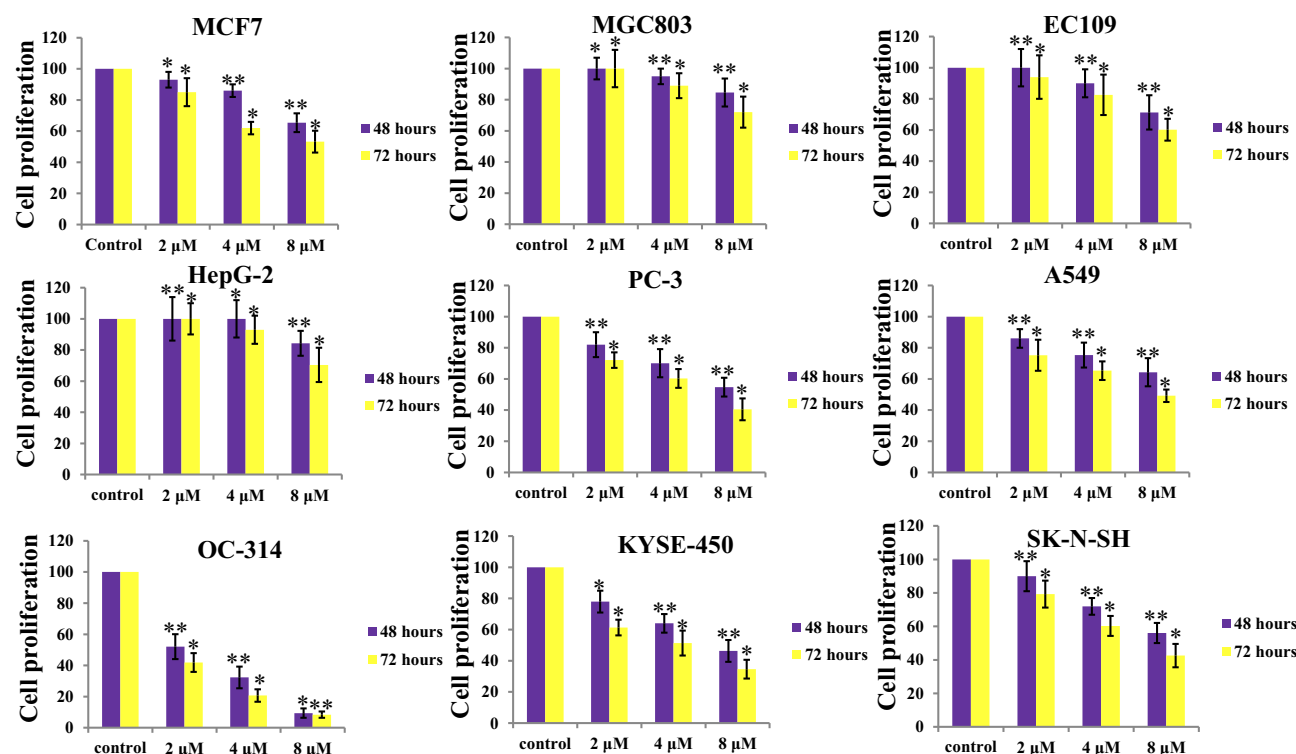 MCF7
Cell proliferation
120
100
80
60
40
20
0
* * ** * ** *
Control 2 μM 4 μM 8 μM
48 hours
72 hours
MGC803
Cell proliferation
120
100
80
60
40
20
0
* * ** * ** *
control 2 μM 4 μM 8 μM
48 hours
72 hours
EC109
Cell proliferation
120
100
80
60
40
20
0
** * ** * ** *
control 2 μM 4 μM 8 μM
48 hours
72 hours
HepG-2
Cell proliferation
120
100
80
60
40
20
0
** * * * ** *
control 2 μM 4 μM 8 μM
48 hours
72 hours
PC-3
Cell proliferation
120
100
80
60
40
20
0
** * ** * ** *
control 2 μM 4 μM 8 μM
48 hours
72 hours
A549
Cell proliferation
120
100
80
60
40
20
0
** * ** * ** *
control 2 μM 4 μM 8 μM
48 hours
72 hours
OC-314
Cell proliferation
120
100
80
60
40
20
0
** * ** * * **
control 2 μM 4 μM 8 μM
48 hours
72 hours
KYSE-450
Cell proliferation
120
100
80
60
40
20
0
* * ** * ** *
control 2 μM 4 μM 8 μM
48 hours
72 hours
SK-N-SH
Cell proliferation
120
100
80
60
40
20
0
** * ** * ** *
control 2 μM 4 μM 8 μM
48 hours
72 hours